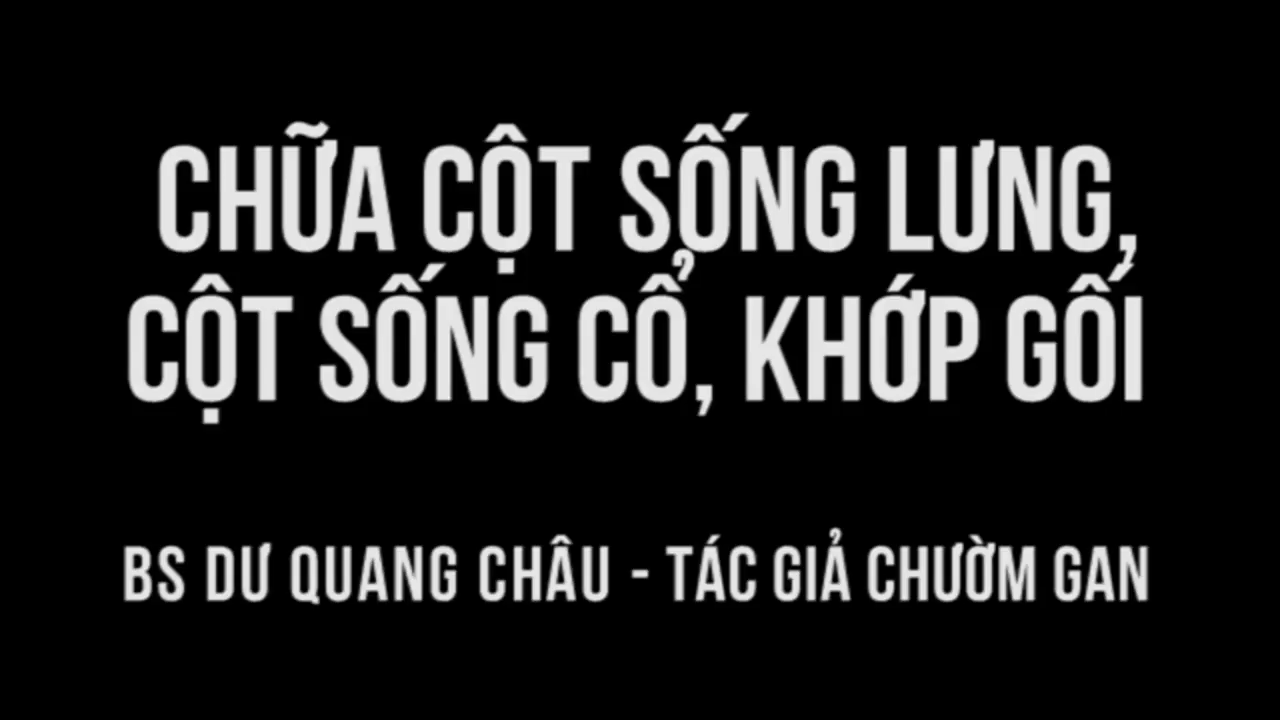 CHỮA CỘT SỐNG LƯNG,
CỘT SỐNG CỔ, KHỚP GỐI
BS DƯ QUANG CHÂU - TÁC GIẢ CHƯỜM GAN